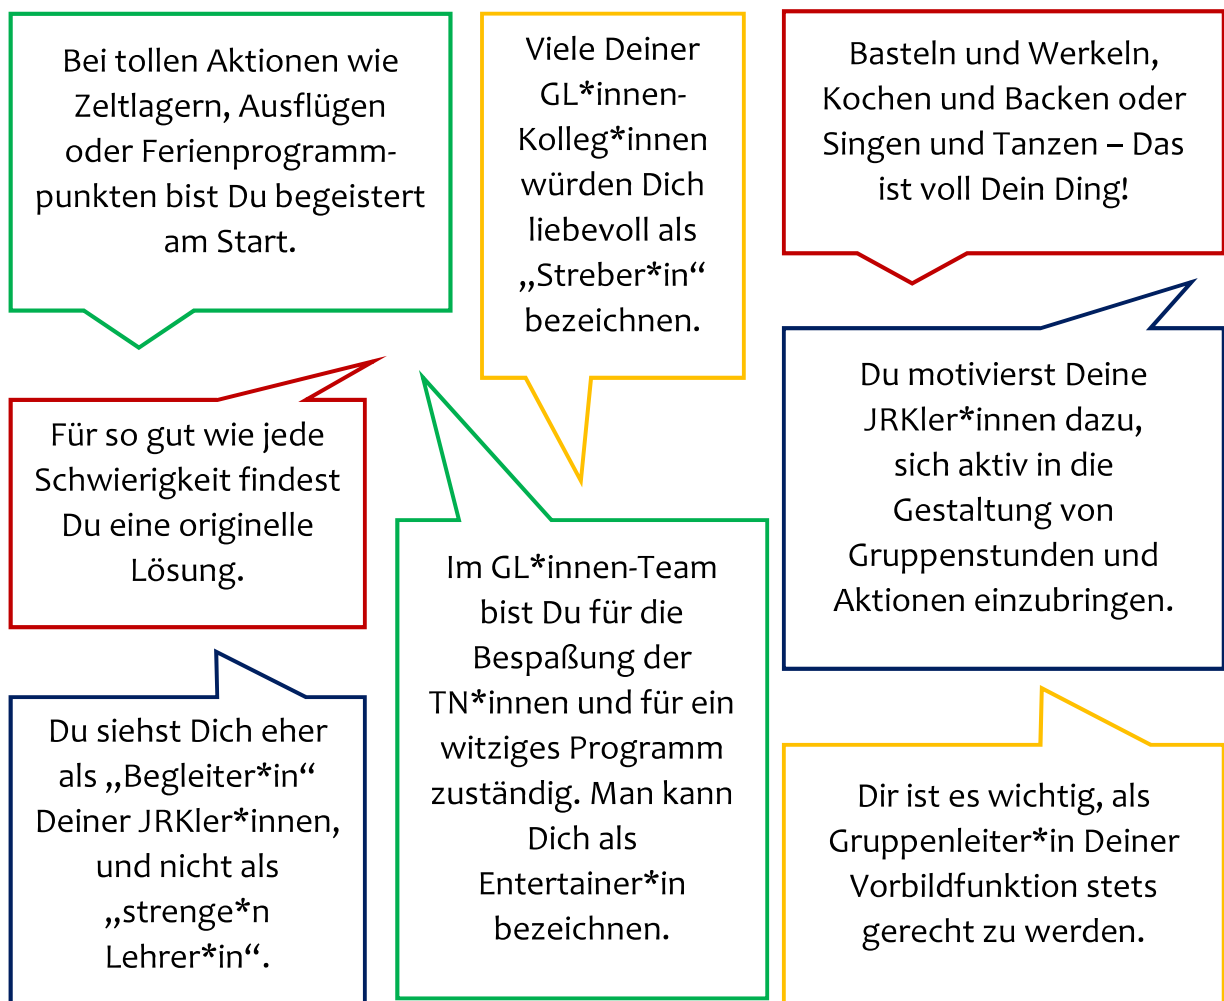 Bei tollen Aktionen wie
Zeltlagern, Ausflügen
oder Ferienprogramm-
punkten bist Du begeistert
am Start.
Viele Deiner
GL*innen-
Kolleg*innen
würden Dich
liebevoll als
„Streber*in“
bezeichnen.
Basteln und Werkeln,
Kochen und Backen oder
Singen und Tanzen – Das
ist voll Dein Ding!
Für so gut wie jede
Schwierigkeit findest
Du eine originelle
Lösung.
Im GL*innen-Team
bist Du für die
Bespaßung der
TN*innen und für ein
witziges Programm
zuständig. Man kann
Dich als
Entertainer*in
bezeichnen.
Du motivierst Deine
JRKler*innen dazu,
sich aktiv in die
Gestaltung von
Gruppenstunden und
Aktionen einzubringen.
Du siehst Dich eher
als „Begleiter*in“
Deiner JRKler*innen,
und nicht als
„strenge*n
Lehrer*in“.
Dir ist es wichtig, als
Gruppenleiter*in Deiner
Vorbildfunktion stets
gerecht zu werden.